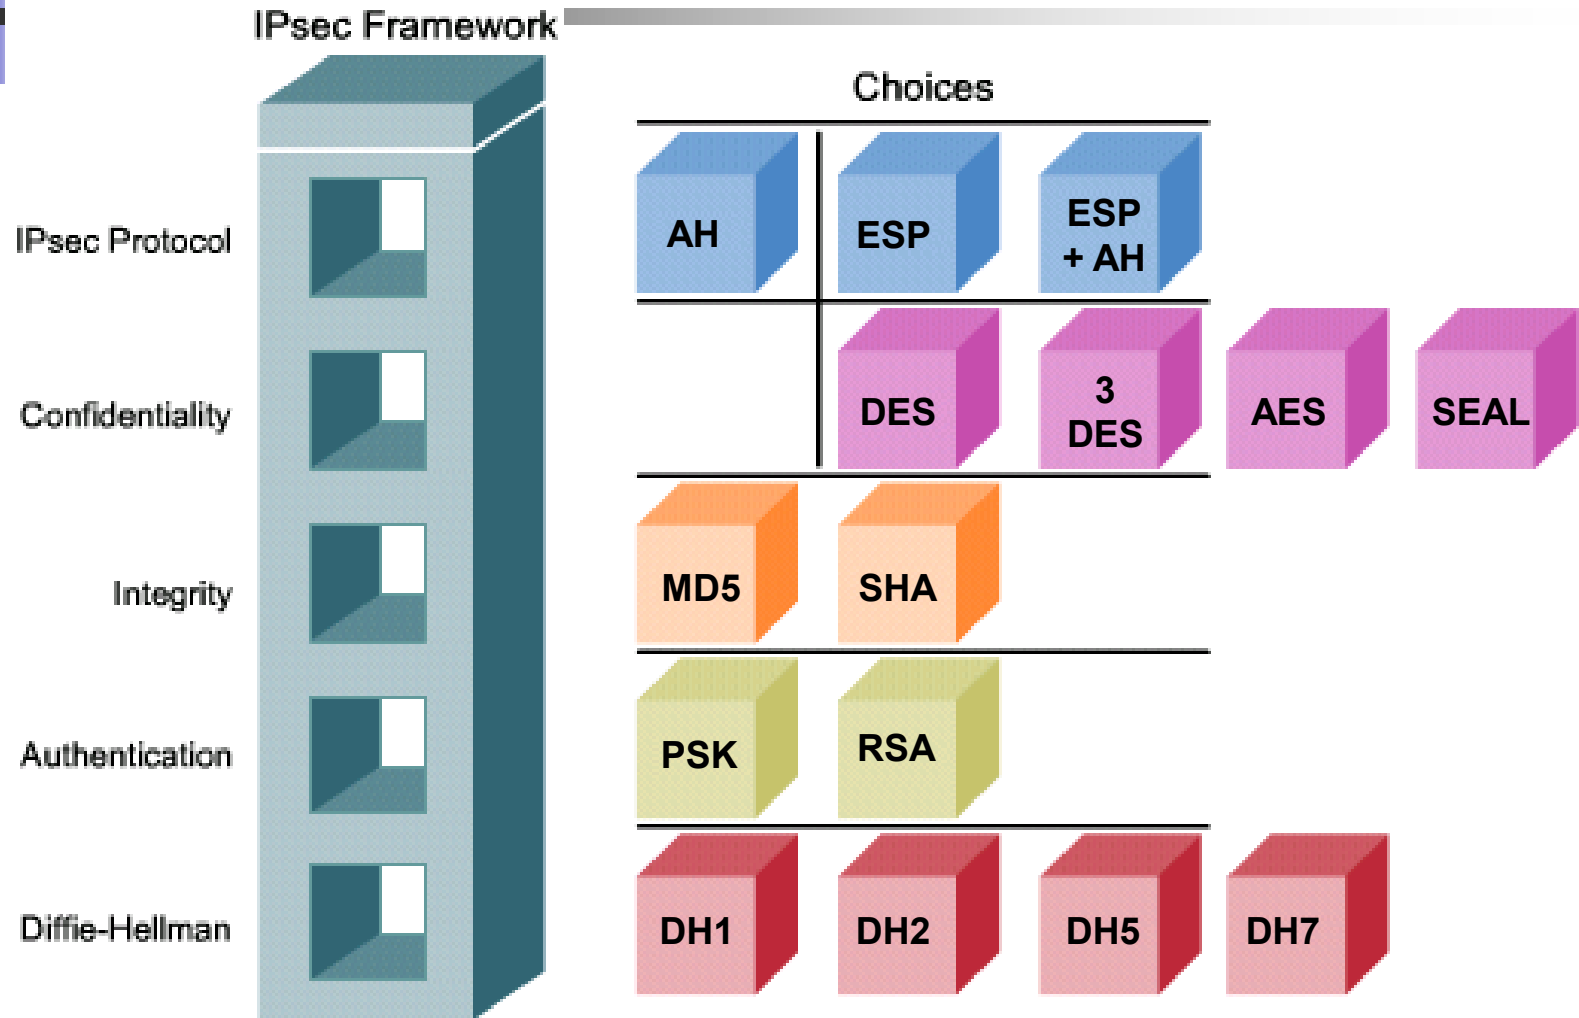 IPsec Framework
Choices
IPsec Protocol
AH
ESP
ESP
+ AH
Confidentiality
DES
3
DES
AES
SEAL
Integrity
MD5
SHA
Authentication
PSK
RSA
Diffie-Hellman
DH1
DH2
DH5
DH7